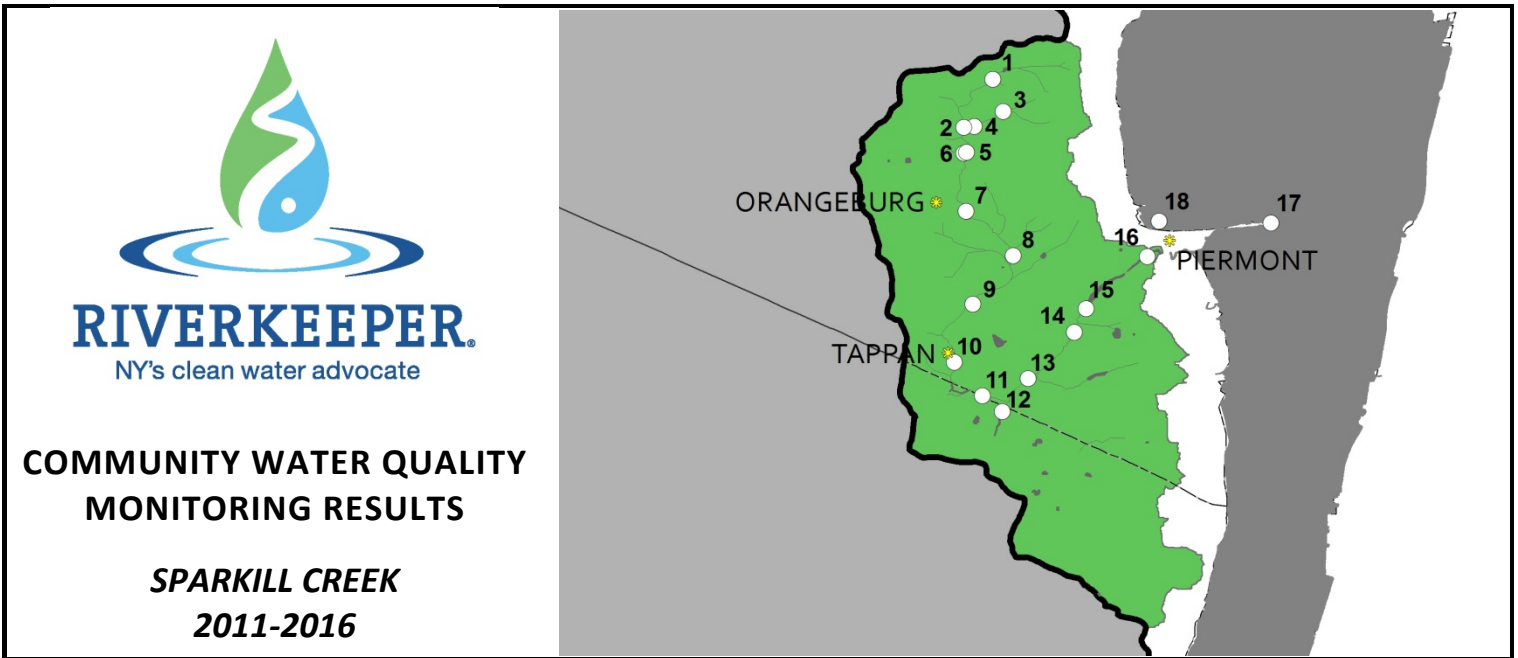 RIVERKEEPER®
NY's clean water advocate
COMMUNITY WATER QUALITY
MONITORING RESULTS
SPARKILL CREEK
2011-2016
1
3
2
4
6
5
ORANGEBURG
7
18
17
8
16
PIERMONT
9
15
14
TAPPAN
10
13
11
12